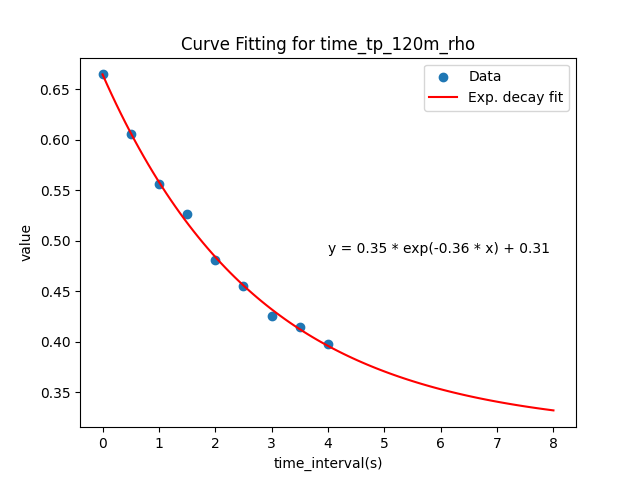 Curve Fitting for time_tp_120m_rho
Data
Exp. decay fit
y = 0.35 * exp(-0.36 * x) + 0.31
value
0.65
0.60
0.55
0.50
0.45
0.40
0.35
0 1 2 3 4 5 6 7 8
time_interval(s)